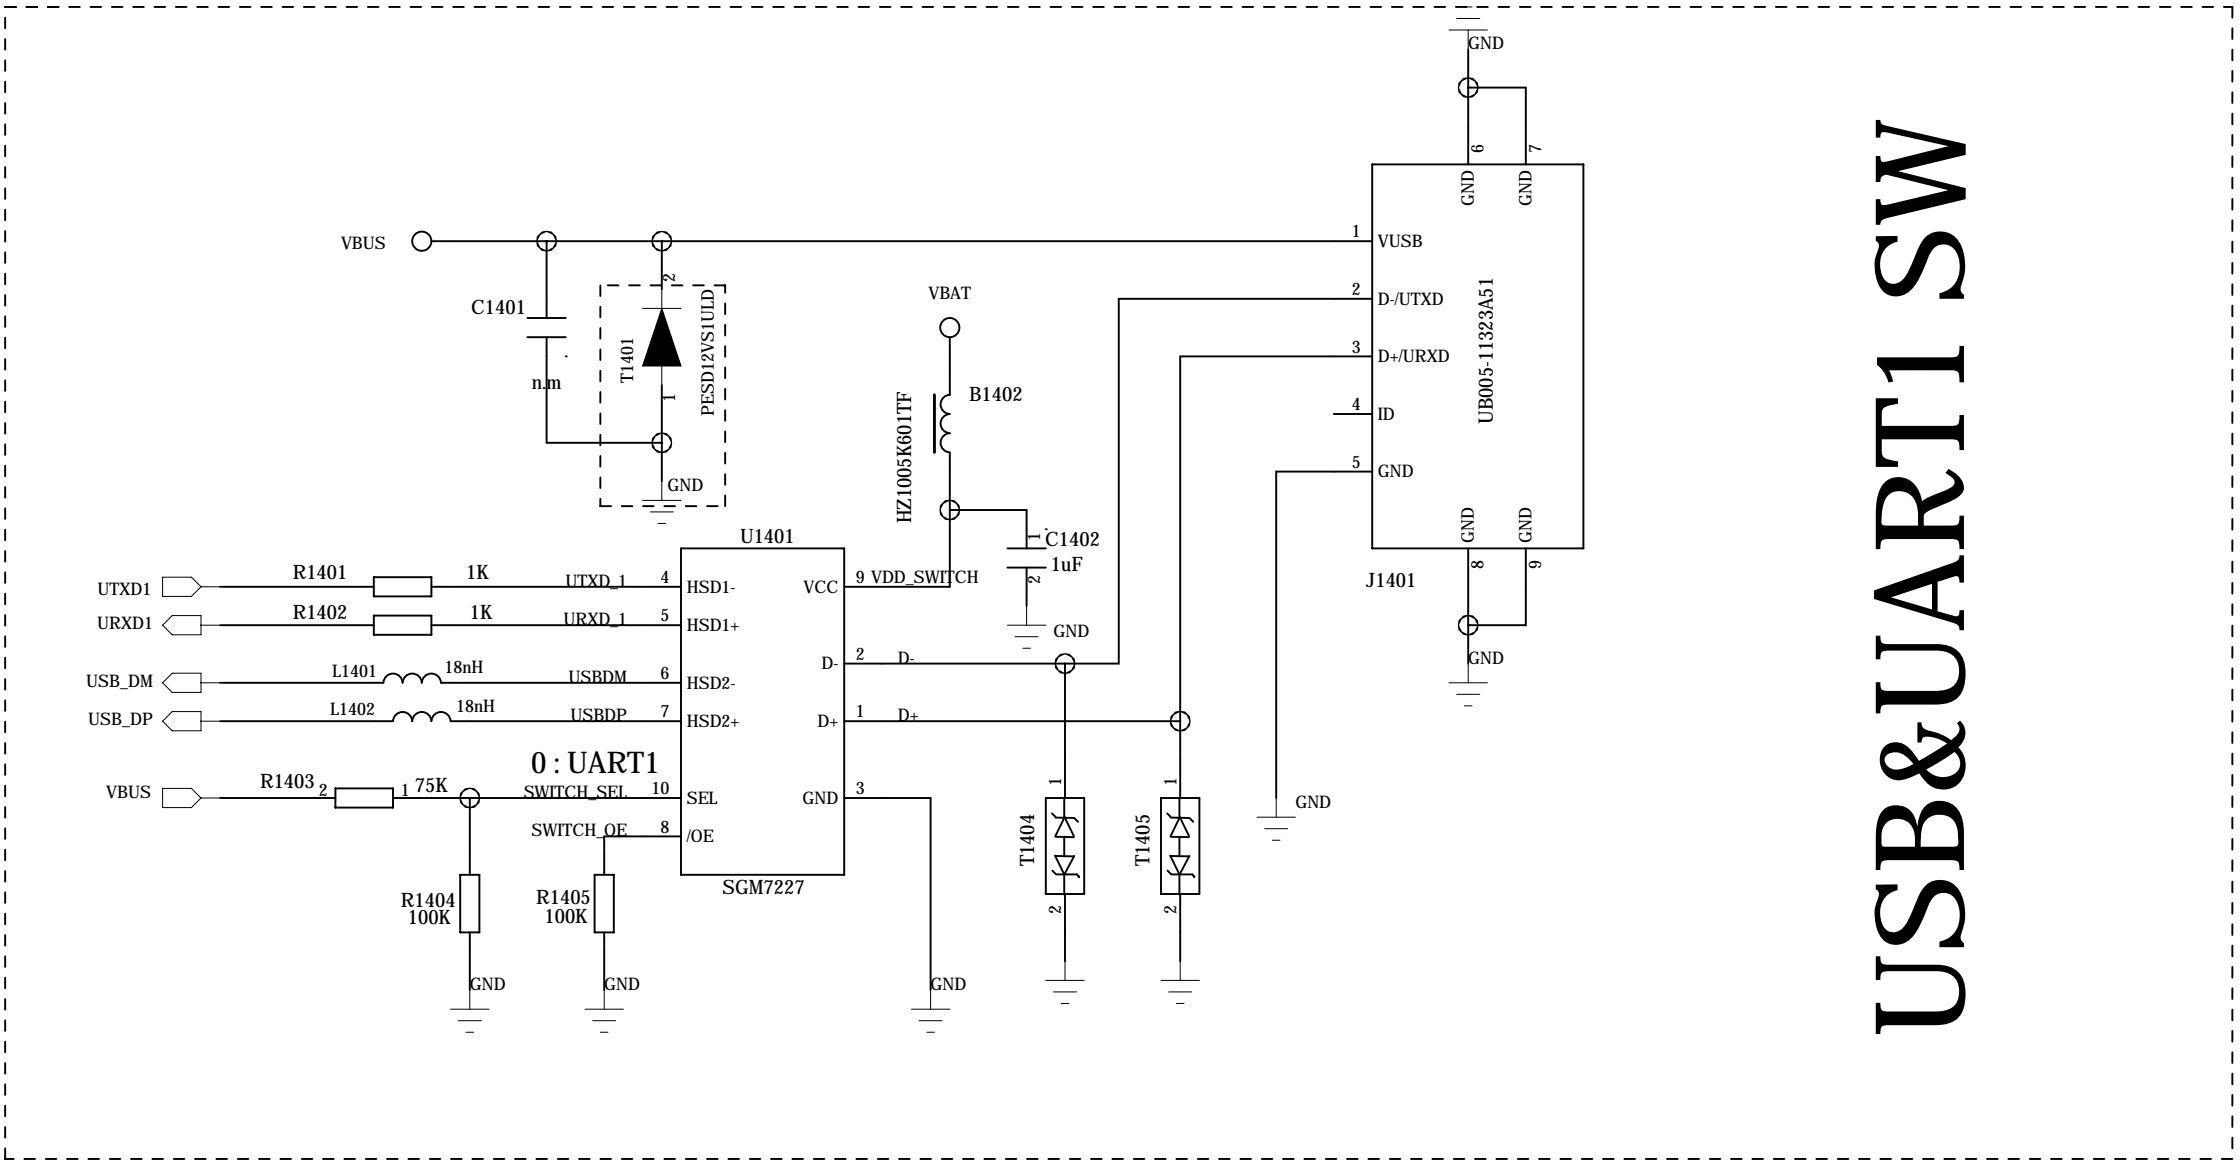 GND
6
7
GND
GND
VBUS
1
VUSB
2
PESD12VS1ULD
VBAT
2
D-/UTXD
UB005-11323A51
C1401
T1401
3
D+/URXD
n.m
1
HZ1005K601TF
B1402
4
ID
5
GND
GND
GND
GND
U1401
1
C1402
1uF
2
8
9
J1401
UTXD1
R1401
1K
UTXD_1
4
HSD1-
VCC
9
VDD_SWITCH
URXD1
R1402
1K
URXD_1
5
HSD1+
GND
USB_DM
L1401
18nH
USBDM
6
HSD2-
D-
2
D-
GND
USB_DP
L1402
18nH
USBDP
7
HSD2+
D+
1
D+
0 : UART1
VBUS
R1403
2
1
75K
SWITCH_SEL
10
SEL
GND
3
1
1
GND
SWITCH_OE
8
/OE
T1404
T1405
SGM7227
R1404
100K
R1405
100K
2
2
GND
GND
GND
USB&UART1 SW